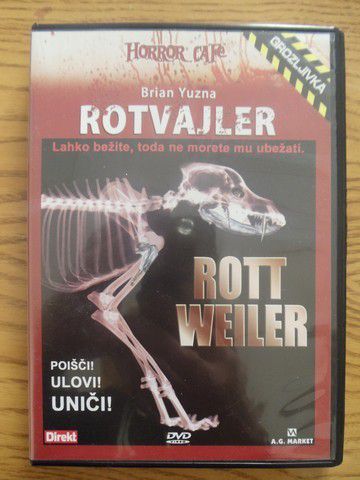 HORROR CAFe
GROZLJIVKA
Brian Yuzna
ROTVAJLER
Lahko bežite, toda ne morete mu ubežati.
ROTT
WEILER
POIŠČI!
ULOVI!
UNIČI!
Direkt
DVD
VIDEO
A.G. MARKET